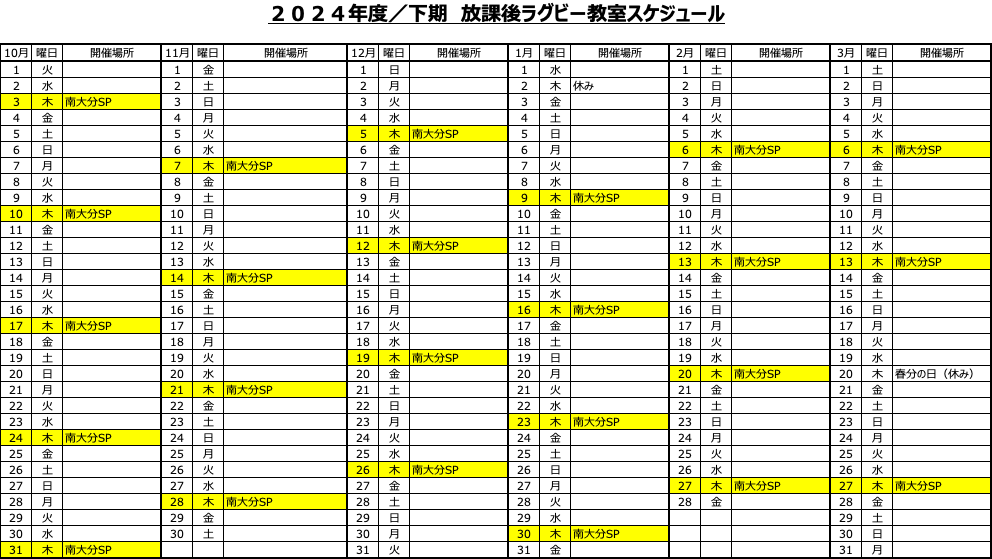 ２０２４年度／下期 放課後ラグビー教室スケジュール
10月 曜日 開催場所 11月 曜日 開催場所 12月 曜日 開催場所 1月 曜日 開催場所 2月 曜日 開催場所 3月 曜日 開催場所
1 火 1 金 1 日 1 水 1 土 1 土
2 水 2 土 2 月 2 木 休み 2 日 2 日
3 木 南大分SP 3 日 3 火 3 金 3 月 3 月
4 金 4 月 4 水 4 土 4 火 4 火
5 土 5 火 5 木 南大分SP 5 日 5 水 5 水
6 日 6 水 6 金 6 月 6 木 南大分SP 6 木 南大分SP
7 月 7 木 南大分SP 7 土 7 火 7 金 7 金
8 火 8 金 8 日 8 水 8 土 8 土
9 水 9 土 9 月 9 木 南大分SP 9 日 9 日
10 木 南大分SP 10 日 10 火 10 金 10 月 10 月
11 金 11 月 11 水 11 土 11 火 11 火
12 土 12 火 12 木 南大分SP 12 日 12 水 12 水
13 日 13 水 13 金 13 月 13 木 南大分SP 13 木 南大分SP
14 月 14 木 南大分SP 14 土 14 火 14 金 14 金
15 火 15 金 15 日 15 水 15 土 15 土
16 水 16 土 16 月 16 木 南大分SP 16 日 16 日
17 木 南大分SP 17 日 17 火 17 金 17 月 17 月
18 金 18 月 18 水 18 土 18 火 18 火
19 土 19 火 19 木 南大分SP 19 日 19 水 19 水
20 日 20 水 20 金 20 月 20 木 南大分SP 20 木 春分の日（休み）
21 月 21 木 南大分SP 21 土 21 火 21 金 21 金
22 火 22 金 22 日 22 水 22 土 22 土
23 水 23 土 23 月 23 木 南大分SP 23 日 23 日
24 木 南大分SP 24 日 24 火 24 金 24 月 24 月
25 金 25 月 25 水 25 土 25 火 25 火
26 土 26 火 26 木 南大分SP 26 日 26 水 26 水
27 日 27 水 27 金 27 月 27 木 南大分SP 27 木 南大分SP
28 月 28 木 南大分SP 28 土 28 火 28 金 28 金
29 火 29 金 29 日 29 水 29 土
30 水 30 土 30 月 30 木 南大分SP 30 日
31 木 南大分SP 31 火 31 金 31 月